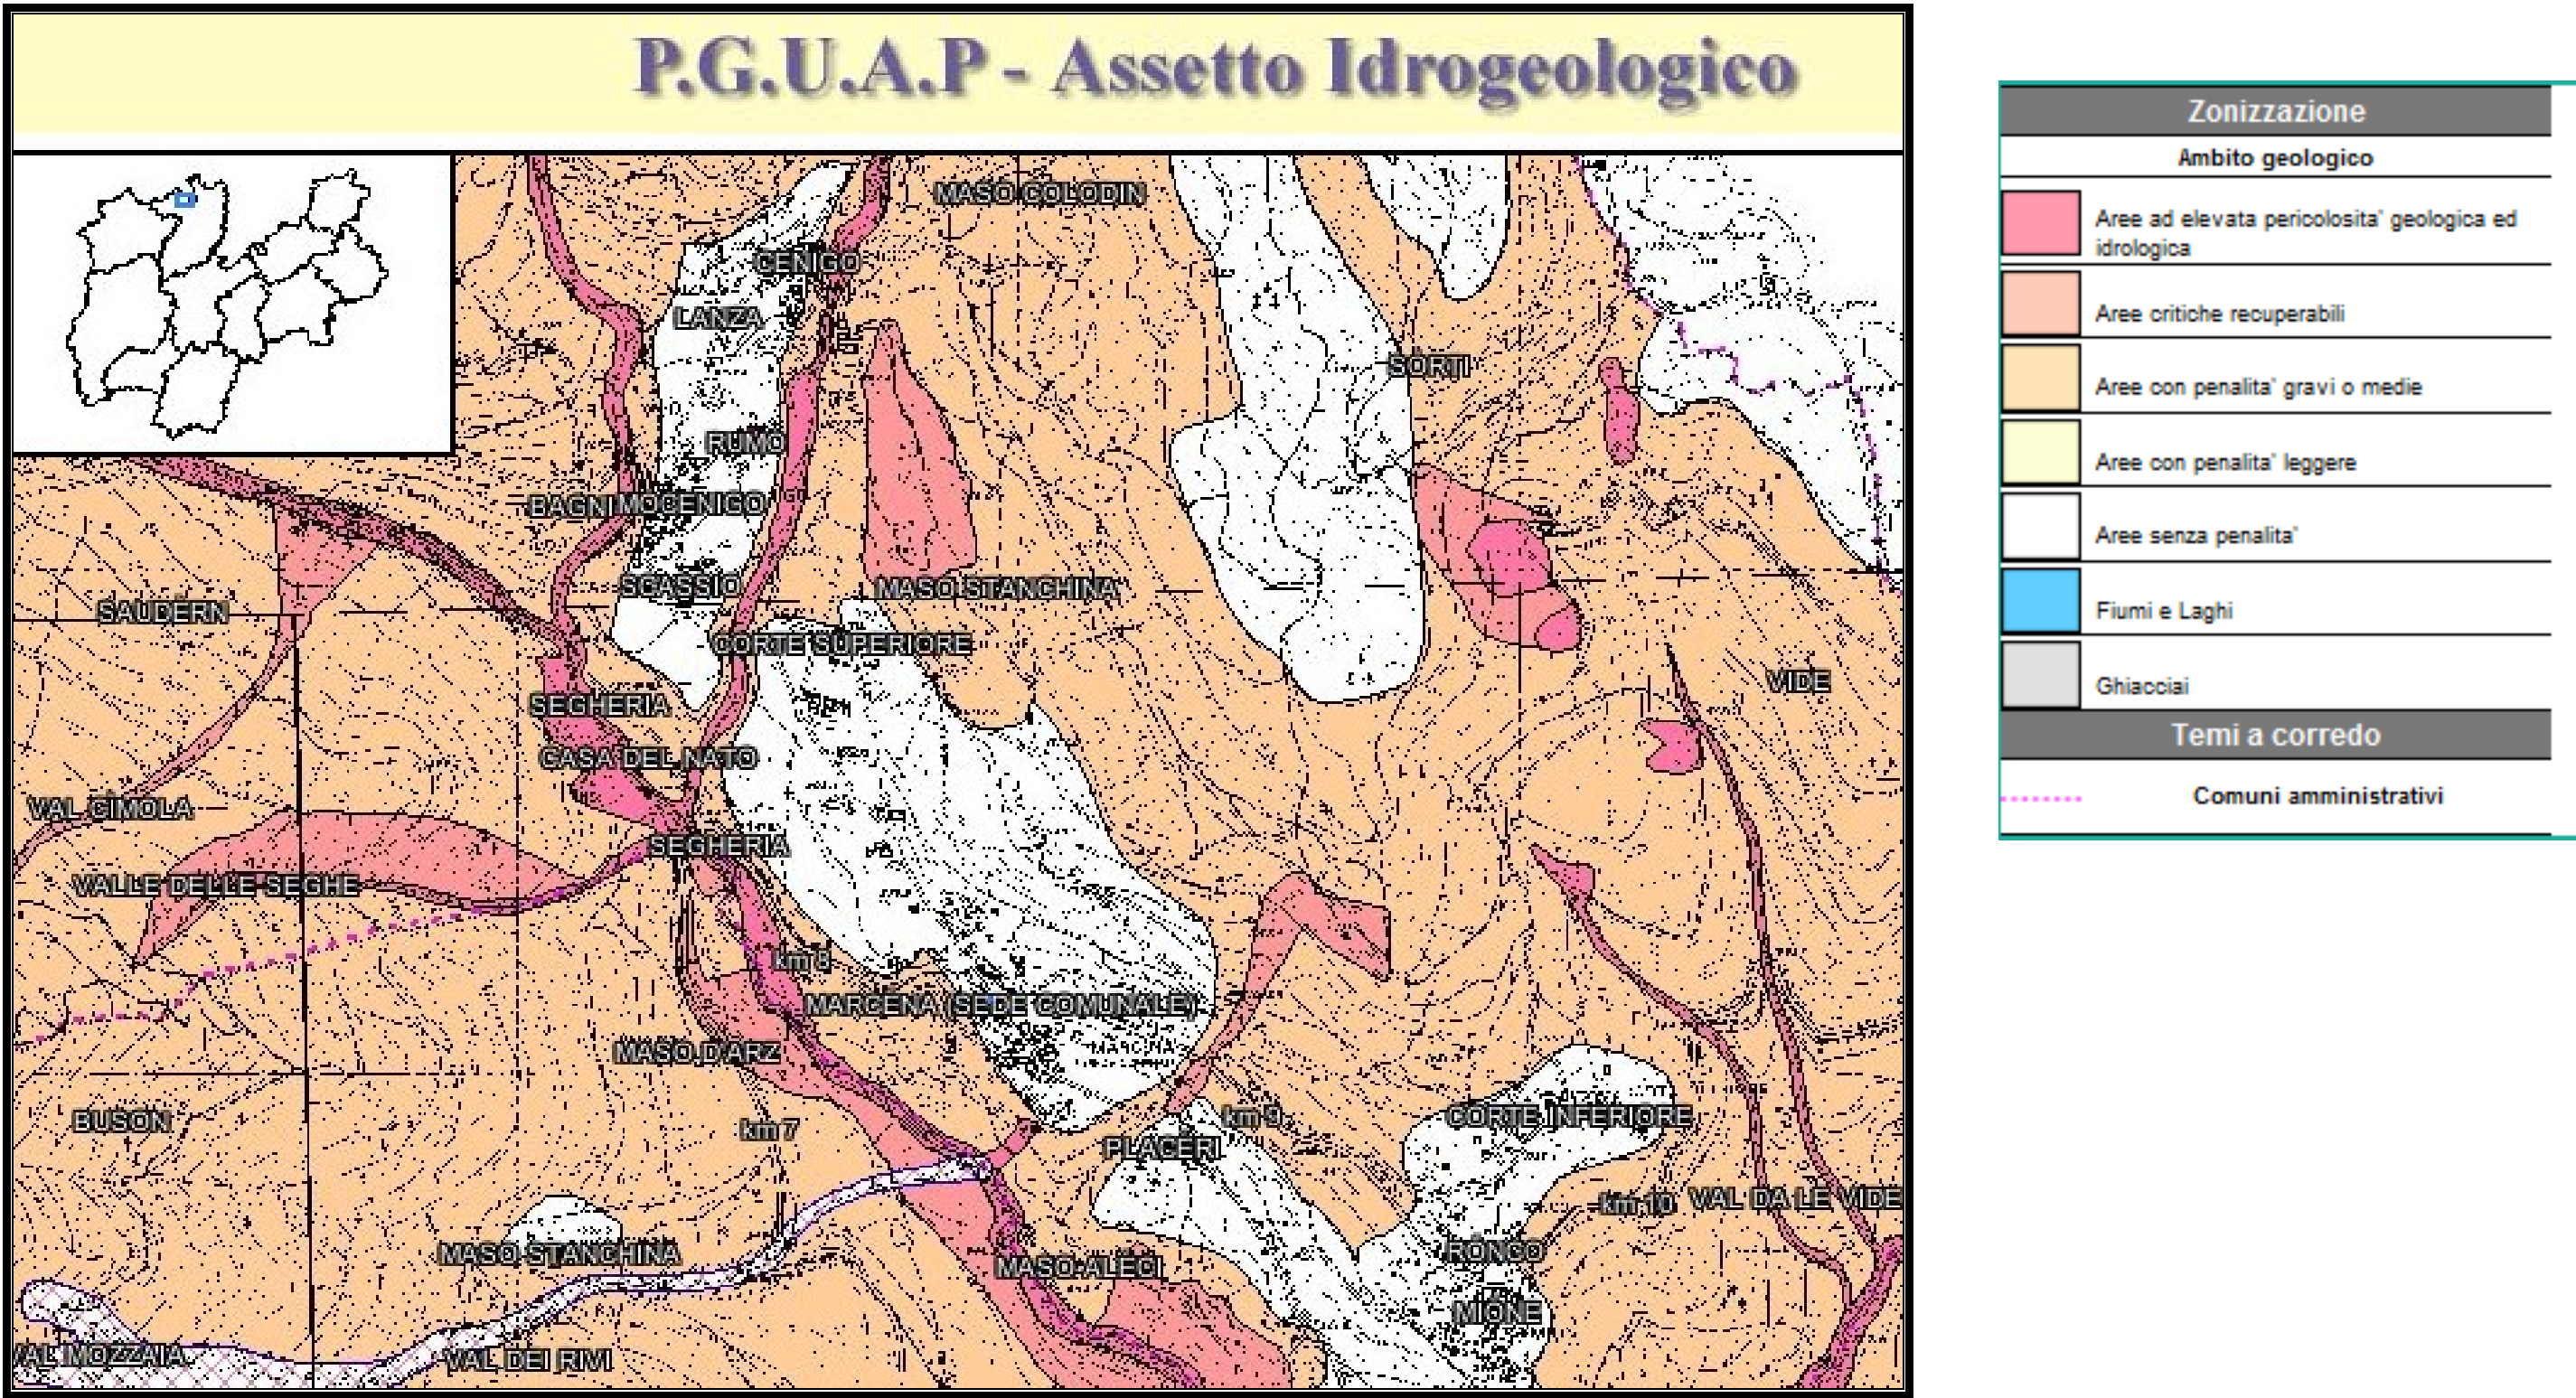 P.G.U.A.P - Assetto Idrogeologico
MASO COLODIN
CENIGO
LANZA
SORTI
RUMO
BAGNI MOCENIGO
SCASSIO
MASO STANCHINA
SAUDERN
CORTE SUPERIORE
VIDE
SEGHERIA
CASA DEL NATO
VAL CIMOLA
SEGHERIA
VALLE DELLE SEGHE
km 8
MARCENA (SEDE COMUNALE)
MARCENA
MASO D'ARZ
BUSON
km 7
km 9
CORTE INFERIORE
PLACERI
km 10
VAL DA LE VIDE
MASO STANCHINA
RONCO
MASO ALECI
MIONE
VAL MOZZAIA
VAL DEI RIVI
Zonizzazione
Ambito geologico
Aree ad elevata pericolosita' geologica ed
idrologica
Aree critiche recuperabili
Aree con penalita' gravi o medie
Aree con penalita' leggere
Aree senza penalita'
Fiumi e Laghi
Ghiacciai
Temi a corredo
Comuni amministrativi